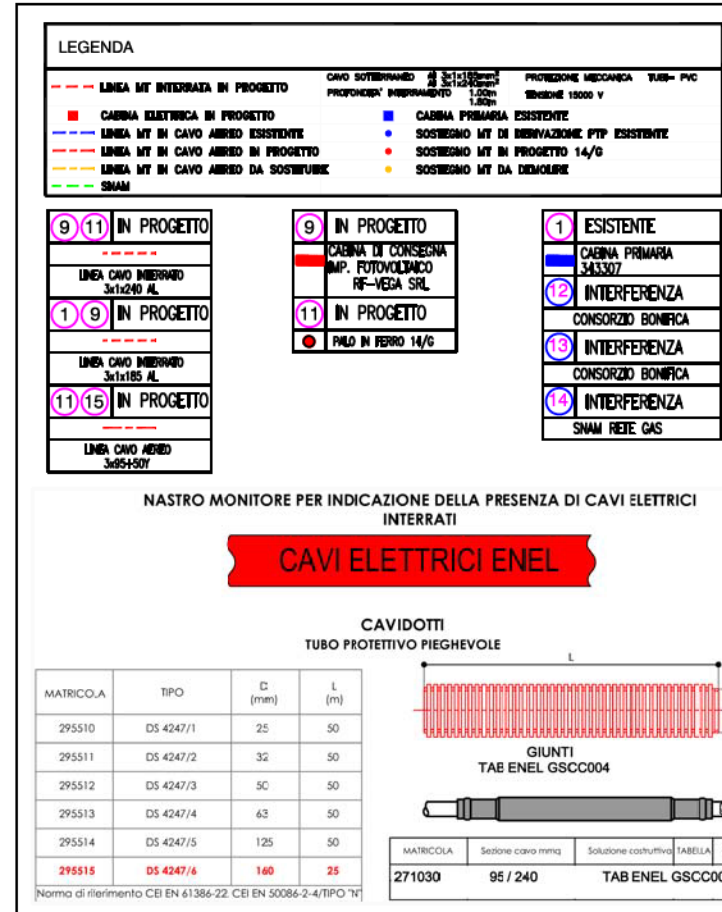 LEGENDA
LINEA MT INTERRATA IN PROGETTO
CAVO SOTTERRANEO Al 3x1x185mm²
Al 3x1x240mm²
PROFONDITA' INTERRAMENTO 1.00m
1.80m
PROTEZIONE MECCANICA TUBI= PVC
TENSIONE 15000 V
CABINA ELETTRICA IN PROGETTO
CABINA PRIMARIA ESISTENTE
LINEA MT IN CAVO AEREO ESISTENTE
SOSTEGNO MT DI DERIVAZIONE PTP ESISTENTE
LINEA MT IN CAVO AEREO IN PROGETTO
SOSTEGNO MT IN PROGETTO 14/G
LINEA MT IN CAVO AEREO DA SOSTITUIRE
SOSTEGNO MT DA DEMOLIRE
SNAM
9 11 IN PROGETTO
LINEA CAVO INTERRATO
3x1x240 AL
1 9 IN PROGETTO
LINEA CAVO INTERRATO
3x1x185 AL
11 15 IN PROGETTO
LINEA CAVO AEREO
3x95+50Y
9 IN PROGETTO
CABINA DI CONSEGNA
IMP. FOTOVOLTAICO
RF-VEGA SRL
11 IN PROGETTO
PALO IN FERRO 14/G
1 ESISTENTE
CABINA PRIMARIA
343307
12 INTERFERENZA
CONSORZIO BONIFICA
13 INTERFERENZA
CONSORZIO BONIFICA
14 INTERFERENZA
SNAM RETE GAS
NASTRO MONITORE PER INDICAZIONE DELLA PRESENZA DI CAVI ELETTRICI
INTERRATI
CAVI ELETTRICI ENEL
CAVIDOTTI
TUBO PROTETTIVO PIEGHEVOLE
MATRICOLA TIPO D (mm) L (m)
295510 DS 4247/1 25 50
295511 DS 4247/2 32 50
295512 DS 4247/3 50 50
295513 DS 4247/4 63 50
295514 DS 4247/5 125 50
295515 DS 4247/6 160 25
Norma di riferimento CEI EN 61386-22 CEI EN 50086-2-4/TIPO "N"
L
GIUNTI
TAB ENEL GSCC004
MATRICOLA Sezione cavo mmq Soluzione costruttiva TABELLA
271030 95 / 240 TAB ENEL GSCC00